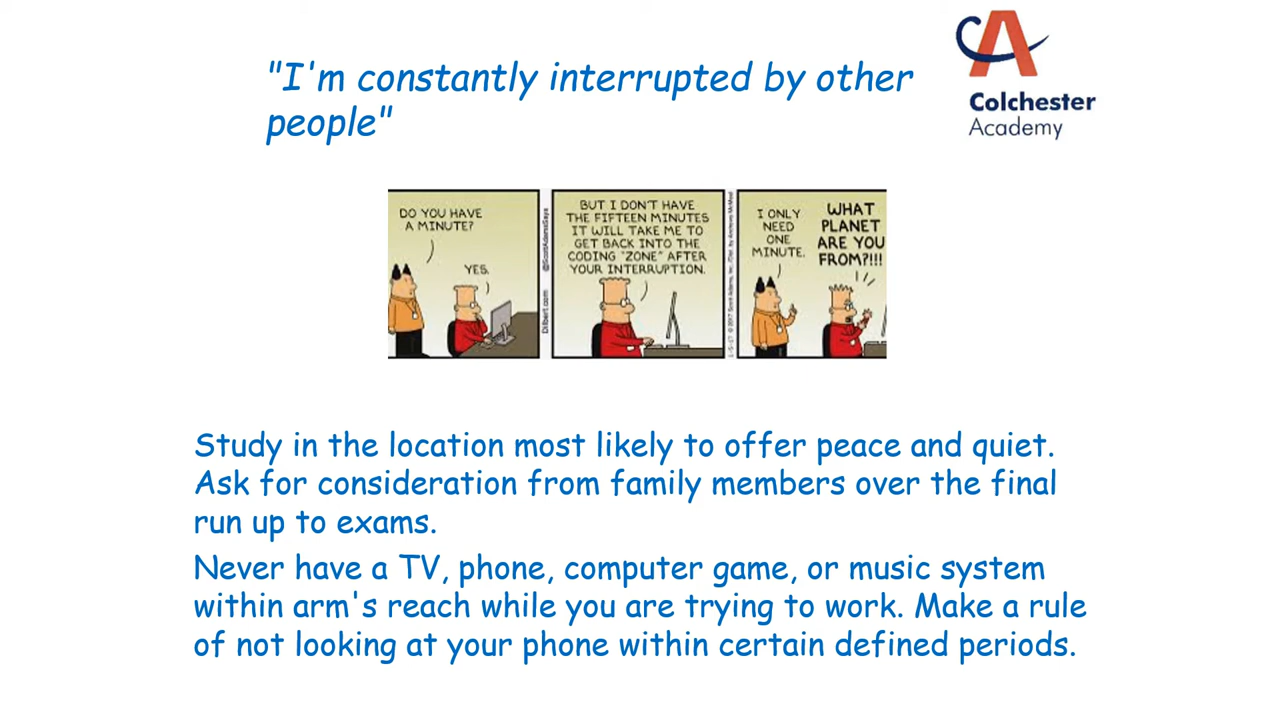 "I'm constantly interrupted by other
people"
Colchester
Academy
DO YOU HAVE
A MINUTE?
YES.
Dilbert.com @ScottAdamsSays
BUT I DON'T HAVE
THE FIFTEEN MINUTES
IT WILL TAKE ME TO
GET BACK INTO THE
CODING "ZONE" AFTER
YOUR INTERRUPTION.
I ONLY
NEED
ONE
MINUTE.
WHAT
PLANET
ARE YOU
FROM?!!!
Study in the location most likely to offer peace and quiet.
Ask for consideration from family members over the final
run up to exams.
Never have a TV, phone, computer game, or music system
within arm's reach while you are trying to work. Make a rule
of not looking at your phone within certain defined periods.